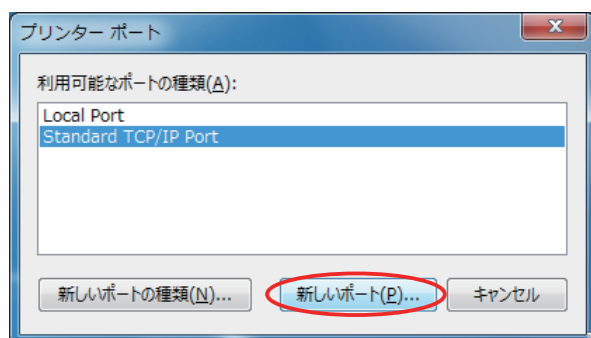 プリンター ポート
利用可能なポートの種類(A):
Local Port
Standard TCP/IP Port
新しいポートの種類(N)... 新しいポート(P)... キャンセル